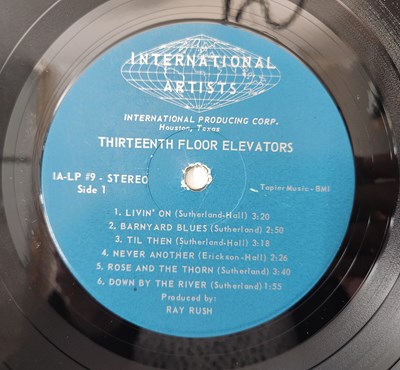 INTERNATIONAL
ARTISTS
INTERNATIONAL PRODUCING CORP.
Houston, Texas
THIRTEENTH FLOOR ELEVATORS
IA-LP #9 - STEREO
Side 1
Tapier Music - BMI
1. LIVIN' ON (Sutherland-Hall) 3:20
2. BARNYARD BLUES (Sutherland) 2:50
3. TIL THEN (Sutherland-Hall) 3:18
4. NEVER ANOTHER (Erickson-Hall) 2:26
5. ROSE AND THE THORN (Sutherland) 3:40
6. DOWN BY THE RIVER (Sutherland) 1:55
Produced by:
RAY RUSH